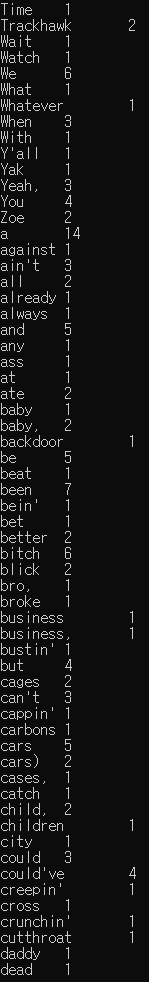 Time	1
Trackhawk	2
Wait	1
Watch	1
We	6
What	1
Whatever	1
When	3
With	1
Y'all	1
Yak	1
Yeah,	3
You	4
Zoe	2
a	14
against	1
ain't	3
all	2
already	1
always	1
and	5
any	1
ass	1
at	1
ate	2
baby	1
baby,	2
backdoor	1
be	5
beat	1
been	7
bein'	1
bet	1
better	2
bitch	6
blick	2
bro,	1
broke	1
business	1
business,	1
bustin'	1
but	4
cages	2
can't	3
cappin'	1
carbons	1
cars	5
cars)	2
cases,	1
catch	1
child,	2
children	1
city	1
could	3
could've	4
creepin'	1
cross	1
crunchin'	1
cutthroat	1
daddy	1
dead	1